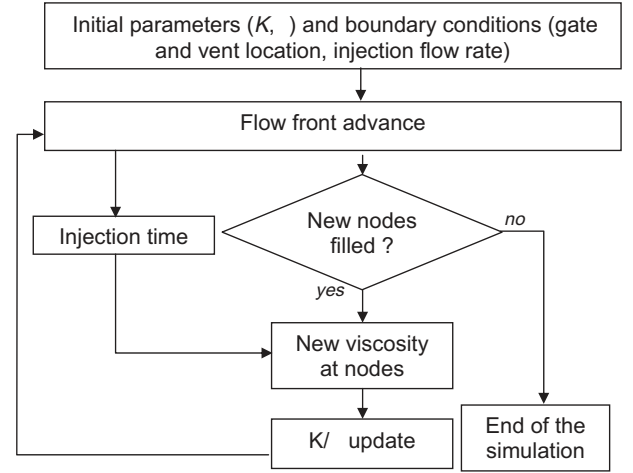 Initial parameters (K, ) and boundary conditions (gate
and vent location, injection flow rate)
Flow front advance
Injection time
New nodes
filled ?
no
yes
New viscosity
at nodes
K/ update
End of the
simulation